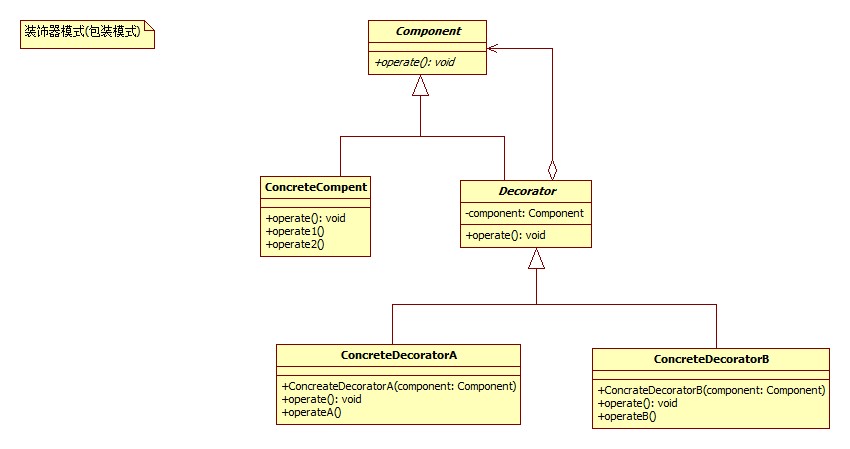 装饰器模式(包装模式)
Component
+operate(): void
ConcreteCompent
+operate(): void
+operate1()
+operate2()
Decorator
-component: Component
+operate(): void
ConcreteDecoratorA
+ConcreateDecoratorA(component: Component)
+operate(): void
+operateA()
ConcreteDecoratorB
+ConcrateDecoratorB(component: Component)
+operate(): void
+operateB()